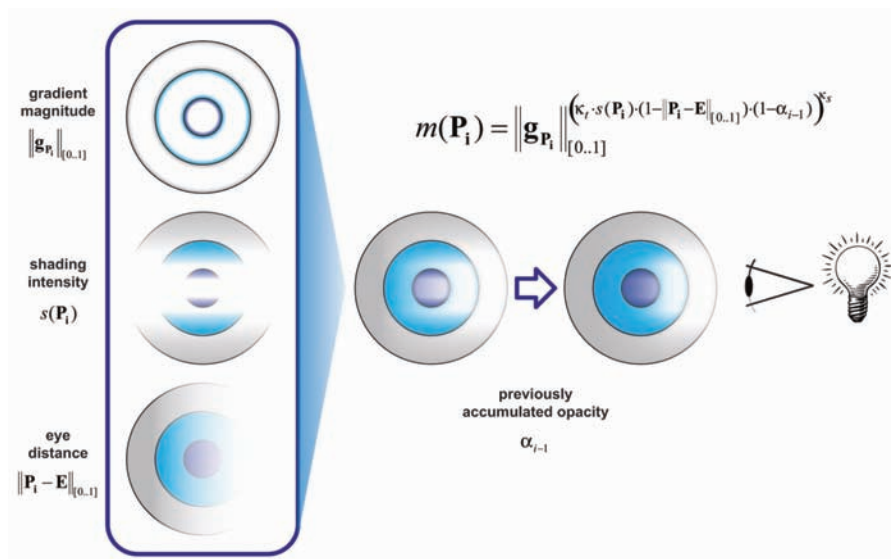 gradient
magnitude
‖g_{P_i}‖_{[0..1]}
m(P_i) = ‖g_{P_i}‖_{[0..1]}^{(κ_t·s(P_i)·(1−‖P_i−E‖_{[0..1]})·(1−α_{i−1}))^{κ_s}}
shading
intensity
s(P_i)
previously
accumulated opacity
α_{i−1}
eye
distance
‖P_i − E‖_{[0..1]}